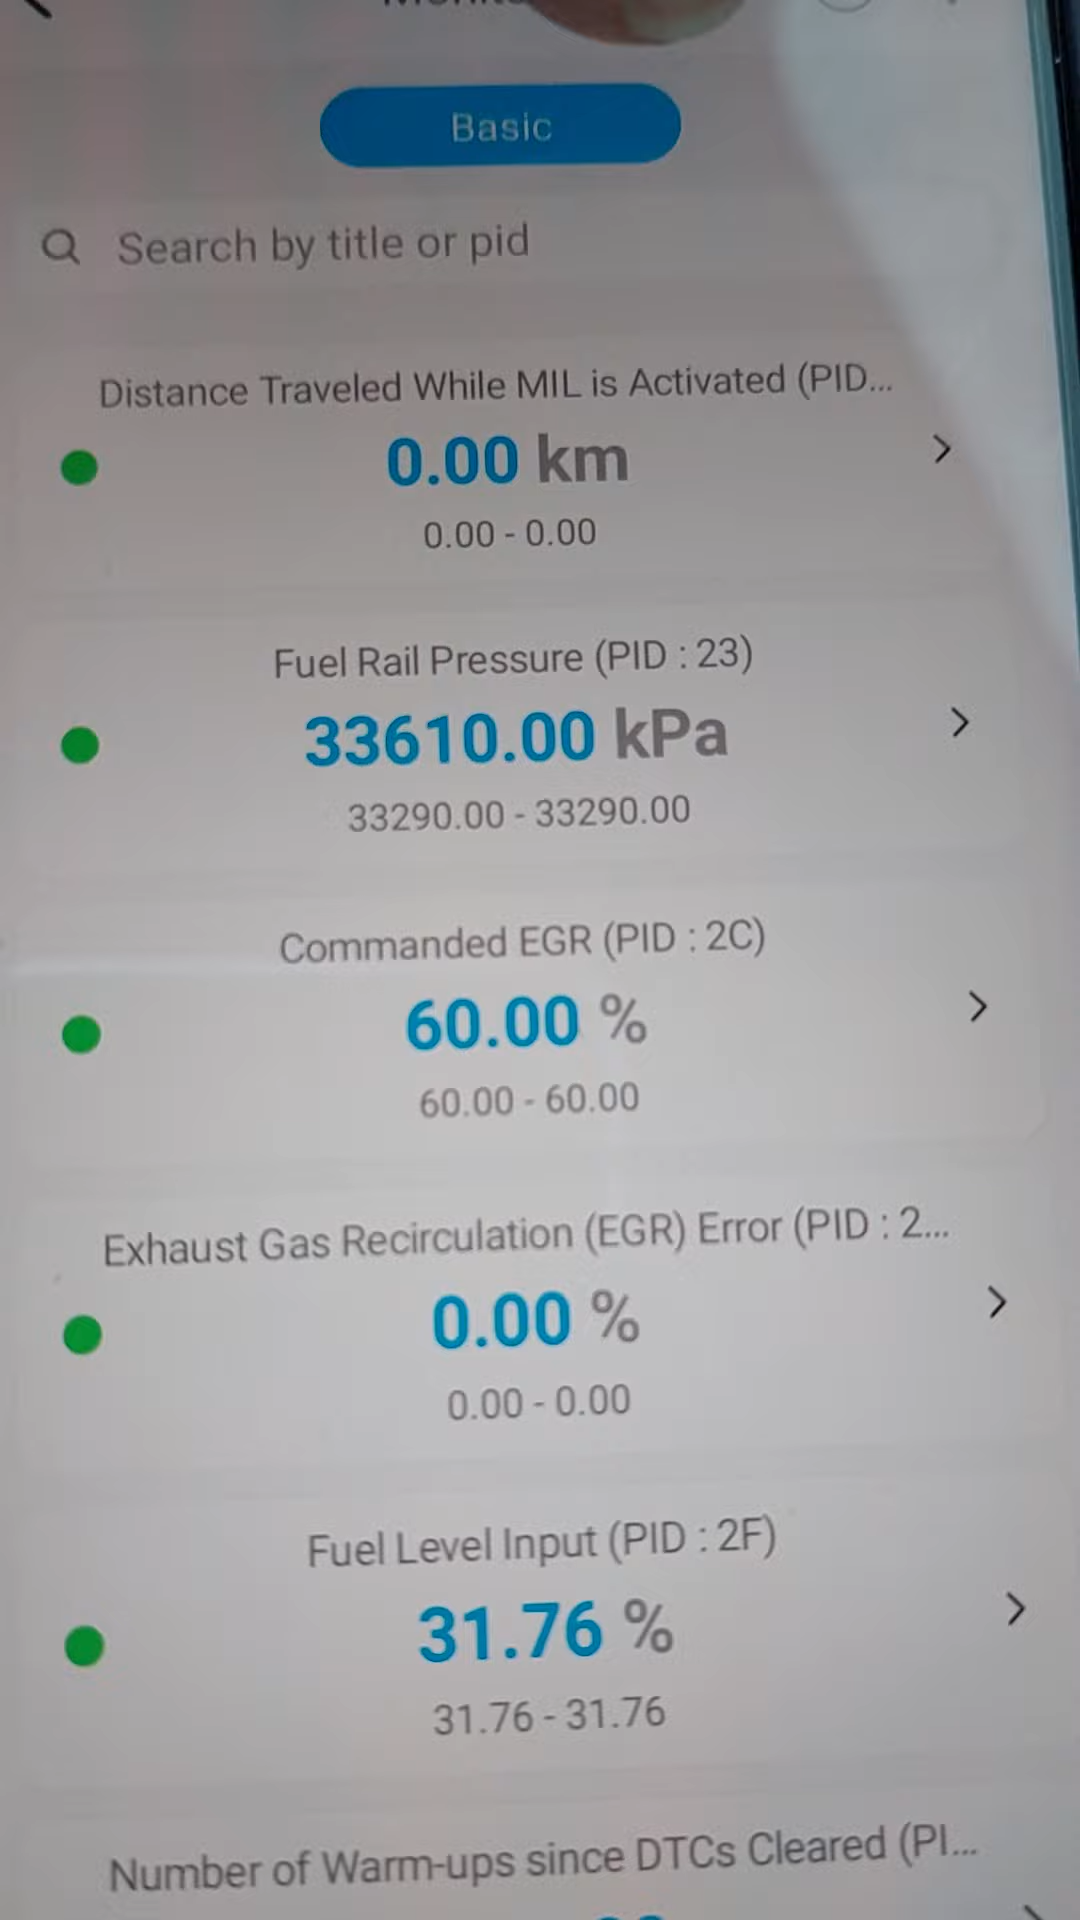 Basic
Search by title or pid
Distance Traveled While MIL is Activated (PID...
0.00 km
0.00 - 0.00
Fuel Rail Pressure (PID : 23)
33610.00 kPa
33290.00 - 33290.00
Commanded EGR (PID : 2C)
60.00 %
60.00 - 60.00
Exhaust Gas Recirculation (EGR) Error (PID : 2...
0.00 %
0.00 - 0.00
Fuel Level Input (PID : 2F)
31.76 %
31.76 - 31.76
Number of Warm-ups since DTCs Cleared (PI...